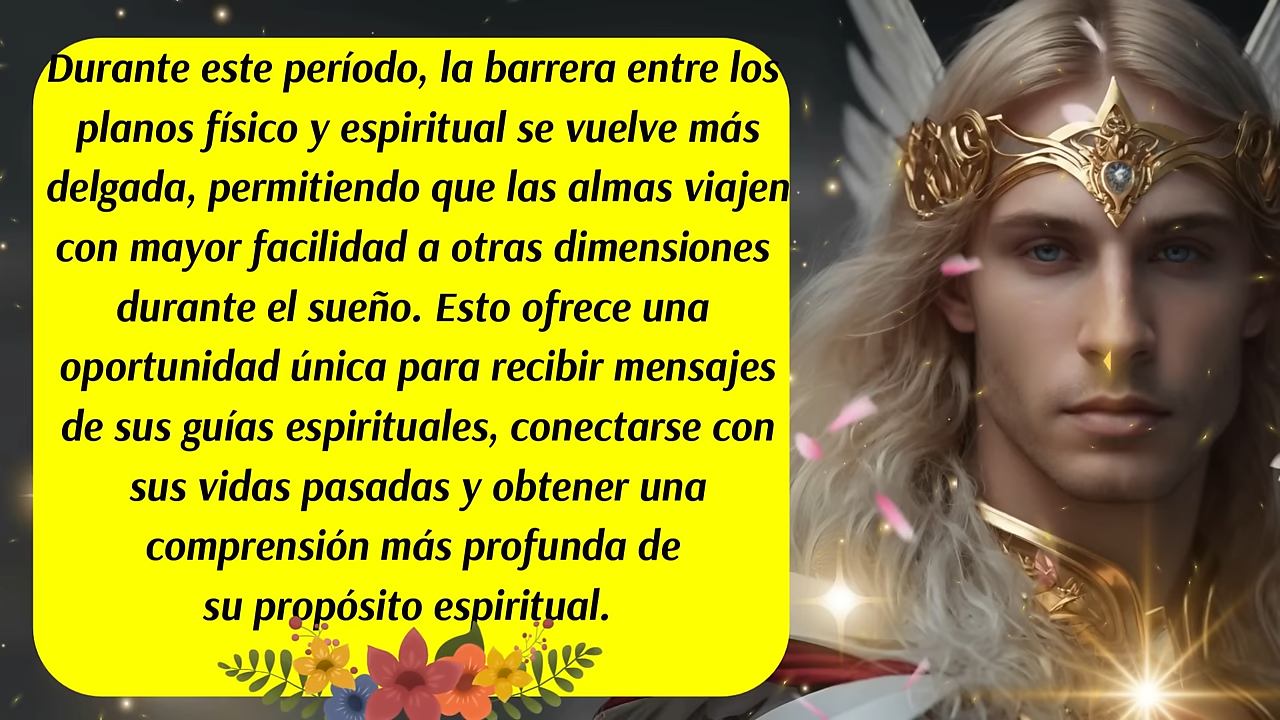 Durante este período, la barrera entre los
planos físico y espiritual se vuelve más
delgada, permitiendo que las almas viajen
con mayor facilidad a otras dimensiones
durante el sueño. Esto ofrece una
oportunidad única para recibir mensajes
de sus guías espirituales, conectarse con
sus vidas pasadas y obtener una
comprensión más profunda de
su propósito espiritual.